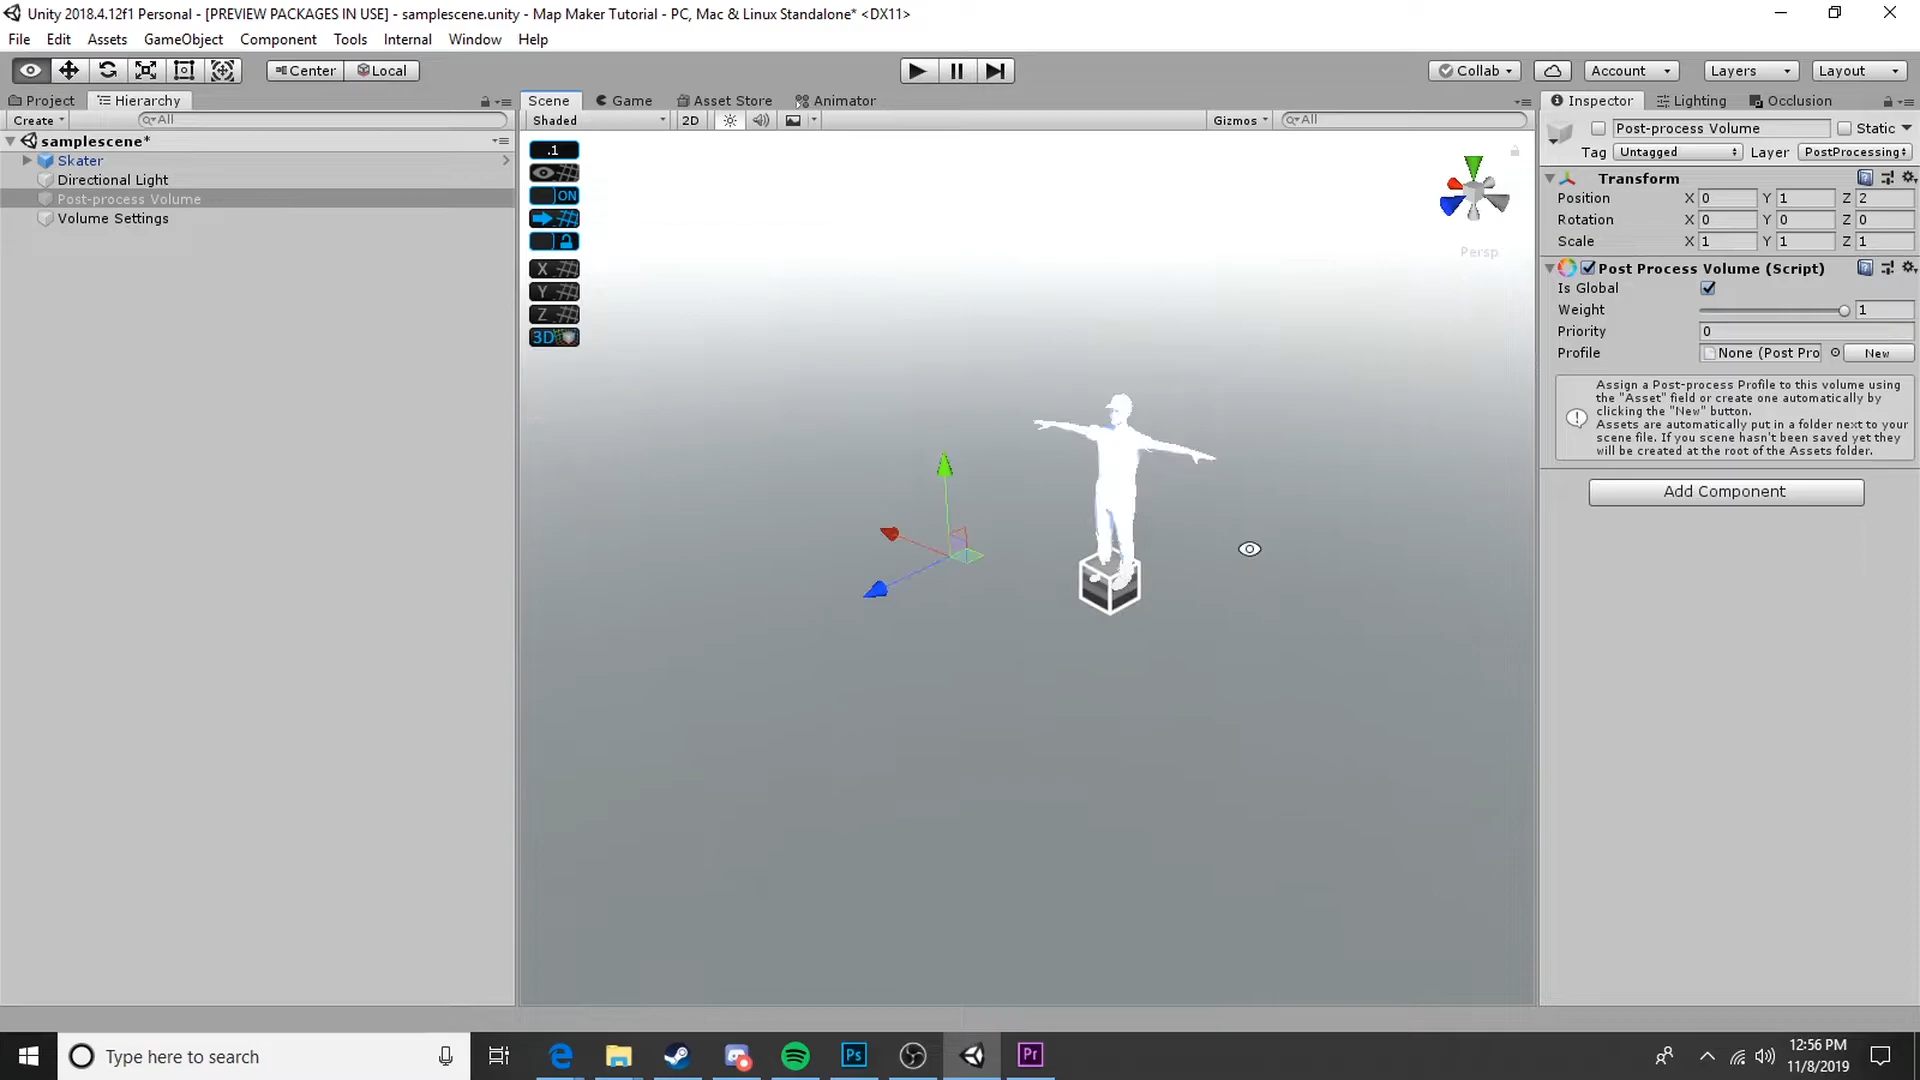 Unity 2018.4.12f1 Personal - [PREVIEW PACKAGES IN USE] - samplescene.unity - Map Maker Tutorial - PC, Mac & Linux Standalone* <DX11>
File Edit Assets GameObject Component Tools Internal Window Help
Center Local Collab Account Layers Layout
Project Hierarchy Scene Game Asset Store Animator Inspector Lighting Occlusion
Create All Shaded 2D Gizmos All
Post-process Volume Static
samplescene*
Skater
Directional Light
Post-process Volume
Volume Settings
.1
ON
X
Y
Z
3D
Persp
Tag Untagged Layer PostProcessing
Transform
Position X 0 Y 1 Z 2
Rotation X 0 Y 0 Z 0
Scale X 1 Y 1 Z 1
Post Process Volume (Script)
Is Global
Weight 1
Priority 0
Profile None (Post Pro New
Assign a Post-process Profile to this volume using
the "Asset" field or create one automatically by
clicking the "New" button.
Assets are automatically put in a folder next to your
scene file. If you scene hasn't been saved yet they
will be created at the root of the Assets folder.
Add Component
Type here to search
Ps
Pr
12:56 PM
11/8/2019